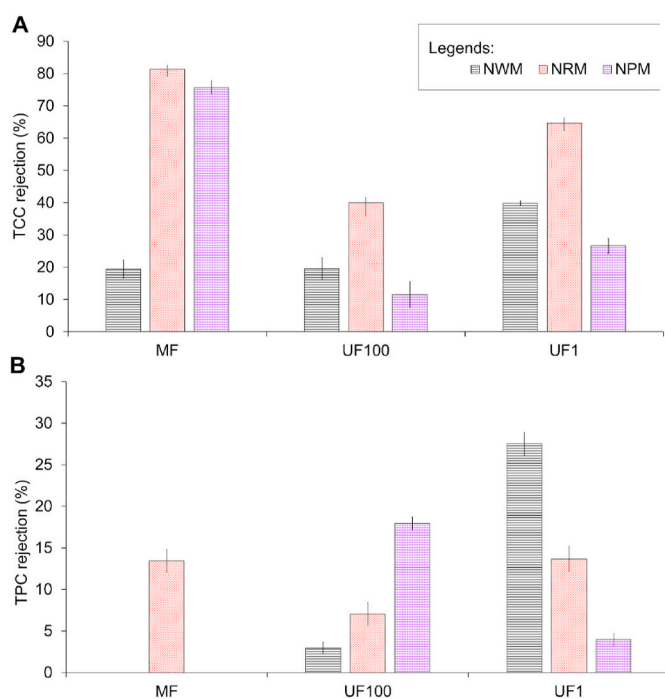 A
Legends:
NWM NRM NPM
TCC rejection (%)
90
80
70
60
50
40
30
20
10
0
MF UF100 UF1
B
TPC rejection (%)
35
30
25
20
15
10
5
0
MF UF100 UF1